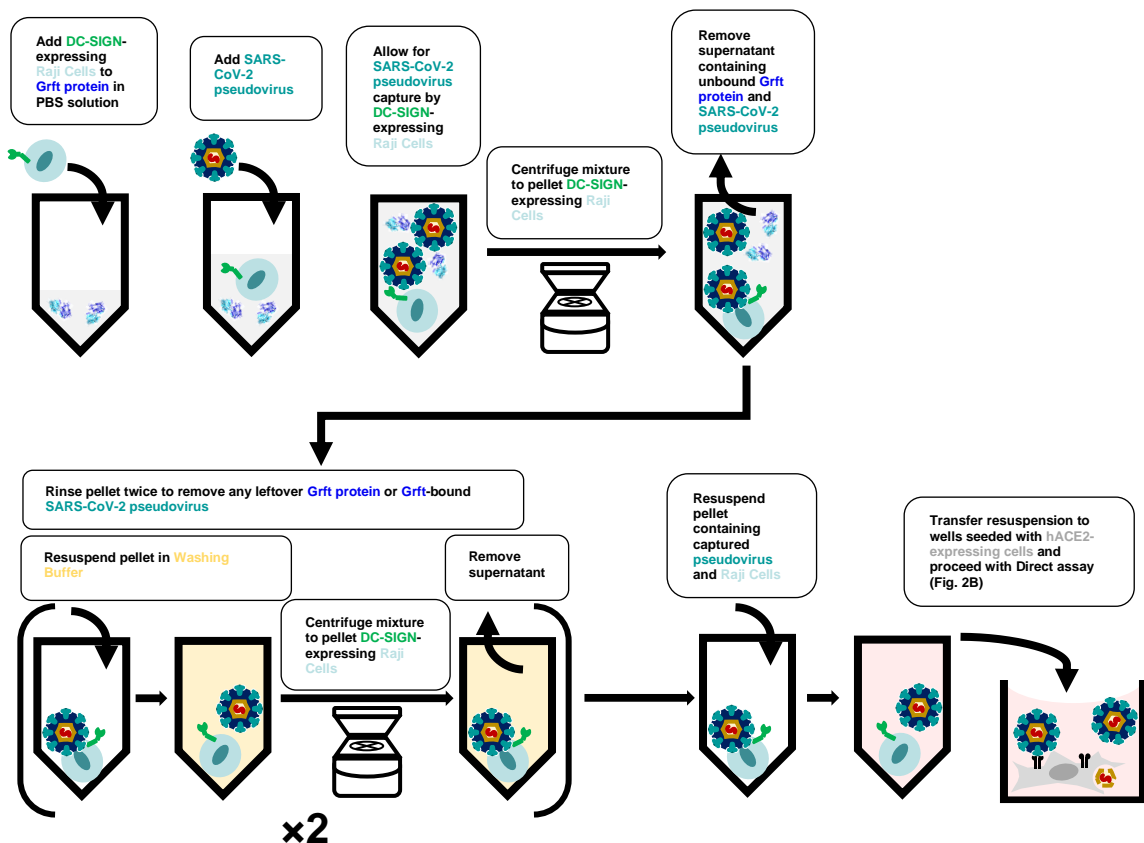 Add DC-SIGN-
expressing
Raji Cells to
Grft protein in
PBS solution
Add SARS-
CoV-2
pseudovirus
Allow for
SARS-CoV-2
pseudovirus
capture by
DC-SIGN-
expressing
Raji Cells
Centrifuge mixture
to pellet DC-SIGN-
expressing Raji
Cells
Remove
supernatant
containing
unbound Grft
protein and
SARS-CoV-2
pseudovirus
Rinse pellet twice to remove any leftover Grft protein or Grft-bound
SARS-CoV-2 pseudovirus
Resuspend pellet in Washing
Buffer
Centrifuge mixture
to pellet DC-SIGN-
expressing Raji
Cells
Remove
supernatant
×2
Resuspend
pellet
containing
captured
pseudovirus
and Raji Cells
Transfer resuspension to
wells seeded with hACE2-
expressing cells and
proceed with Direct assay
(Fig. 2B)